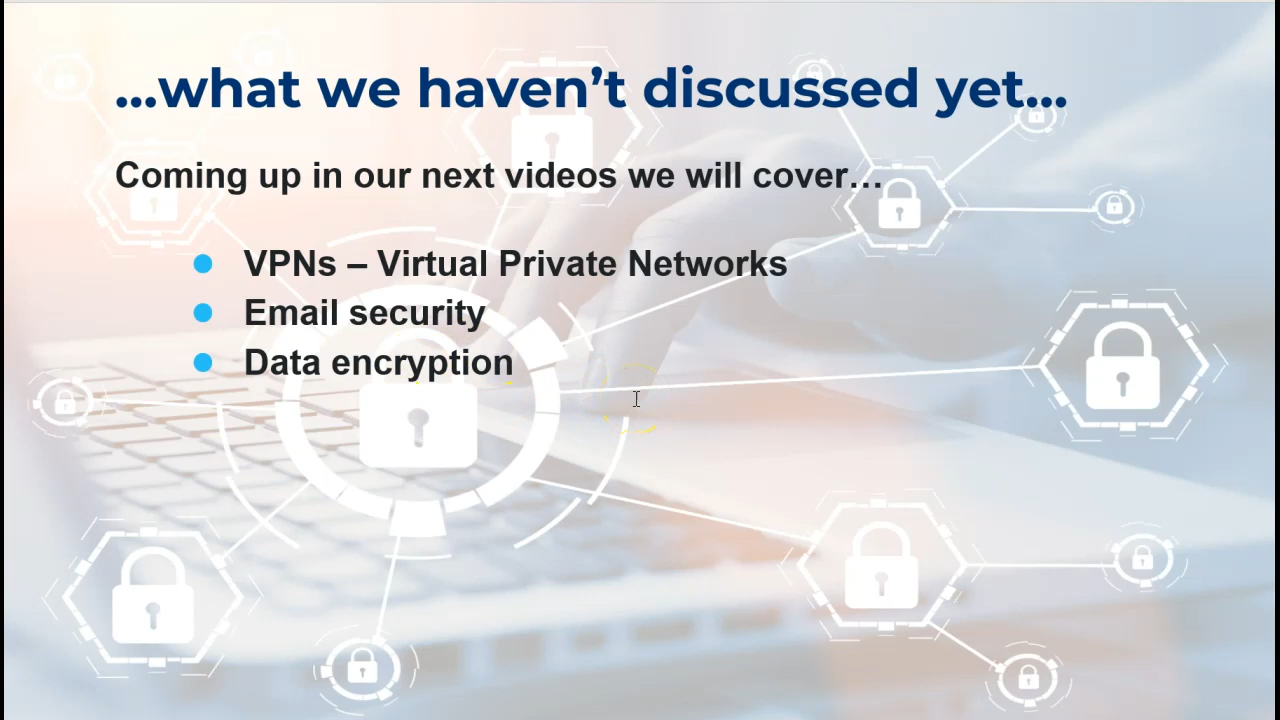 ...what we haven’t discussed yet...
Coming up in our next videos we will cover…
VPNs – Virtual Private Networks
Email security
Data encryption